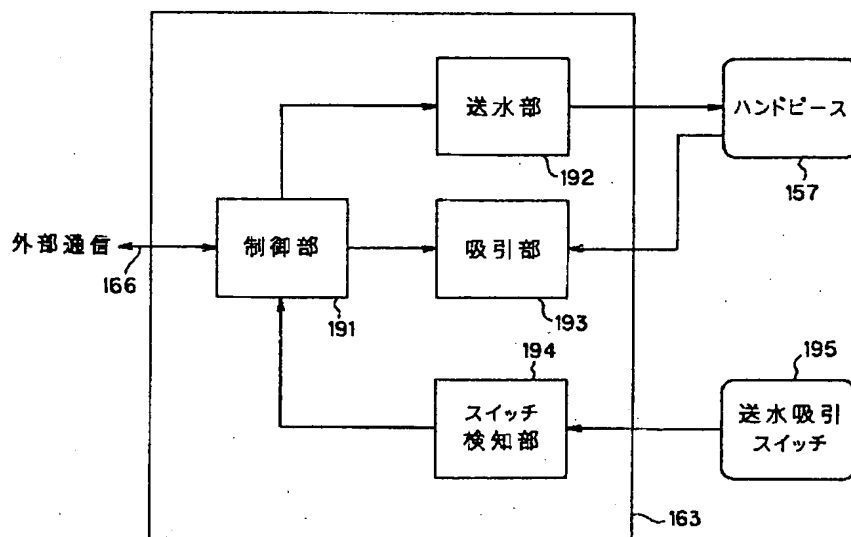 送水部
192
ハンドピース
157
外部通信
166
制御部
191
吸引部
193
194
スイッチ
検知部
195
送水吸引
スイッチ
163